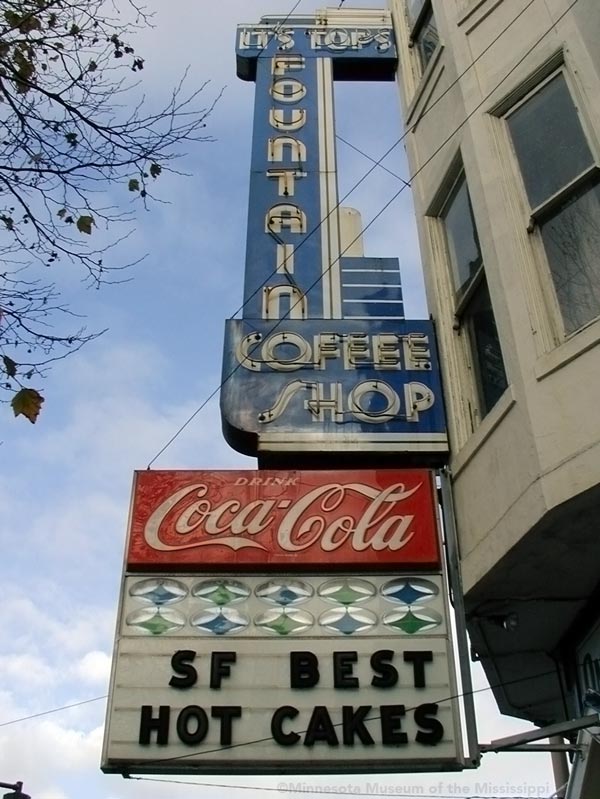 IT'S TOPS
FOUNTAIN
COFFEE
SHOP
DRINK
Coca-Cola
SF BEST
HOT CAKES
©Minnesota Museum of the Mississippi